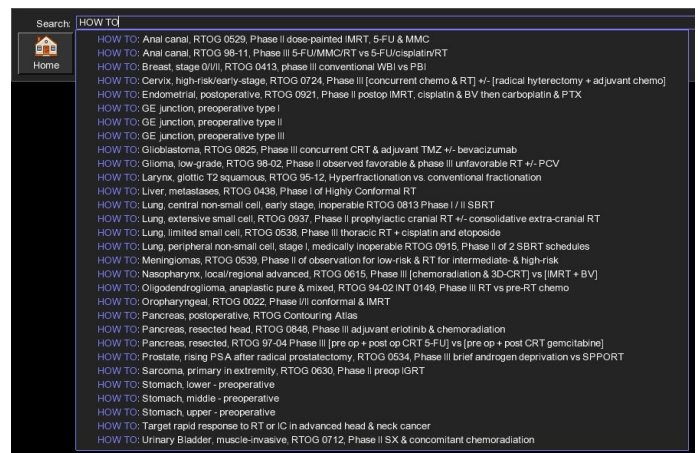 Search: HOW TO
Home
HOW TO: Anal canal, RTOG 0529, Phase II dose-painted IMRT, 5-FU & MMC
HOW TO: Anal canal, RTOG 98-11, Phase III 5-FU/MMC/RT vs 5-FU/cisplatin/RT
HOW TO: Breast, stage 0/I/II, RTOG 0413, phase III conventional WBI vs PBI
HOW TO: Cervix, high-risk/early-stage, RTOG 0724, Phase III [concurrent chemo & RT] +/- [radical hyterectomy + adjuvant chemo]
HOW TO: Endometrial, postoperative, RTOG 0921, Phase II postop IMRT, cisplatin & BV then carboplatin & PTX
HOW TO: GE junction, preoperative type I
HOW TO: GE junction, preoperative type II
HOW TO: GE junction, preoperative type III
HOW TO: Glioblastoma, RTOG 0825, Phase III concurrent CRT & adjuvant TMZ +/- bevacizumab
HOW TO: Glioma, low-grade, RTOG 98-02, Phase II observed favorable & phase III unfavorable RT +/- PCV
HOW TO: Larynx, glottic T2 squamous, RTOG 95-12, Hyperfractionation vs. conventional fractionation
HOW TO: Liver, metastases, RTOG 0438, Phase I of Highly Conformal RT
HOW TO: Lung, central non-small cell, early stage, inoperable RTOG 0813 Phase I / II SBRT
HOW TO: Lung, extensive small cell, RTOG 0937, Phase II prophylactic cranial RT +/- consolidative extra-cranial RT
HOW TO: Lung, limited small cell, RTOG 0538, Phase III thoracic RT + cisplatin and etoposide
HOW TO: Lung, peripheral non-small cell, stage I, medically inoperable RTOG 0915, Phase II of 2 SBRT schedules
HOW TO: Meningiomas, RTOG 0539, Phase II of observation for low-risk & RT for intermediate- & high-risk
HOW TO: Nasopharynx, local/regional advanced, RTOG 0615, Phase III [chemoradiation & 3D-CRT] vs [IMRT + BV]
HOW TO: Oligodendroglioma, anaplastic pure & mixed, RTOG 94-02 INT 0149, Phase III RT vs pre-RT chemo
HOW TO: Oropharyngeal, RTOG 0022, Phase I/II conformal & IMRT
HOW TO: Pancreas, postoperative, RTOG Contouring Atlas
HOW TO: Pancreas, resected head, RTOG 0848, Phase III adjuvant erlotinib & chemoradiation
HOW TO: Pancreas, resected, RTOG 97-04 Phase III [pre op + post op CRT 5-FU] vs [pre op + post CRT gemcitabine]
HOW TO: Prostate, rising PSA after radical prostatectomy, RTOG 0534, Phase III brief androgen deprivation vs SPPORT
HOW TO: Sarcoma, primary in extremity, RTOG 0630, Phase II preop IGRT
HOW TO: Stomach, lower - preoperative
HOW TO: Stomach, middle - preoperative
HOW TO: Stomach, upper - preoperative
HOW TO: Target rapid response to RT or IC in advanced head & neck cancer
HOW TO: Urinary Bladder, muscle-invasive, RTOG 0712, Phase II SX & concomitant chemoradiation